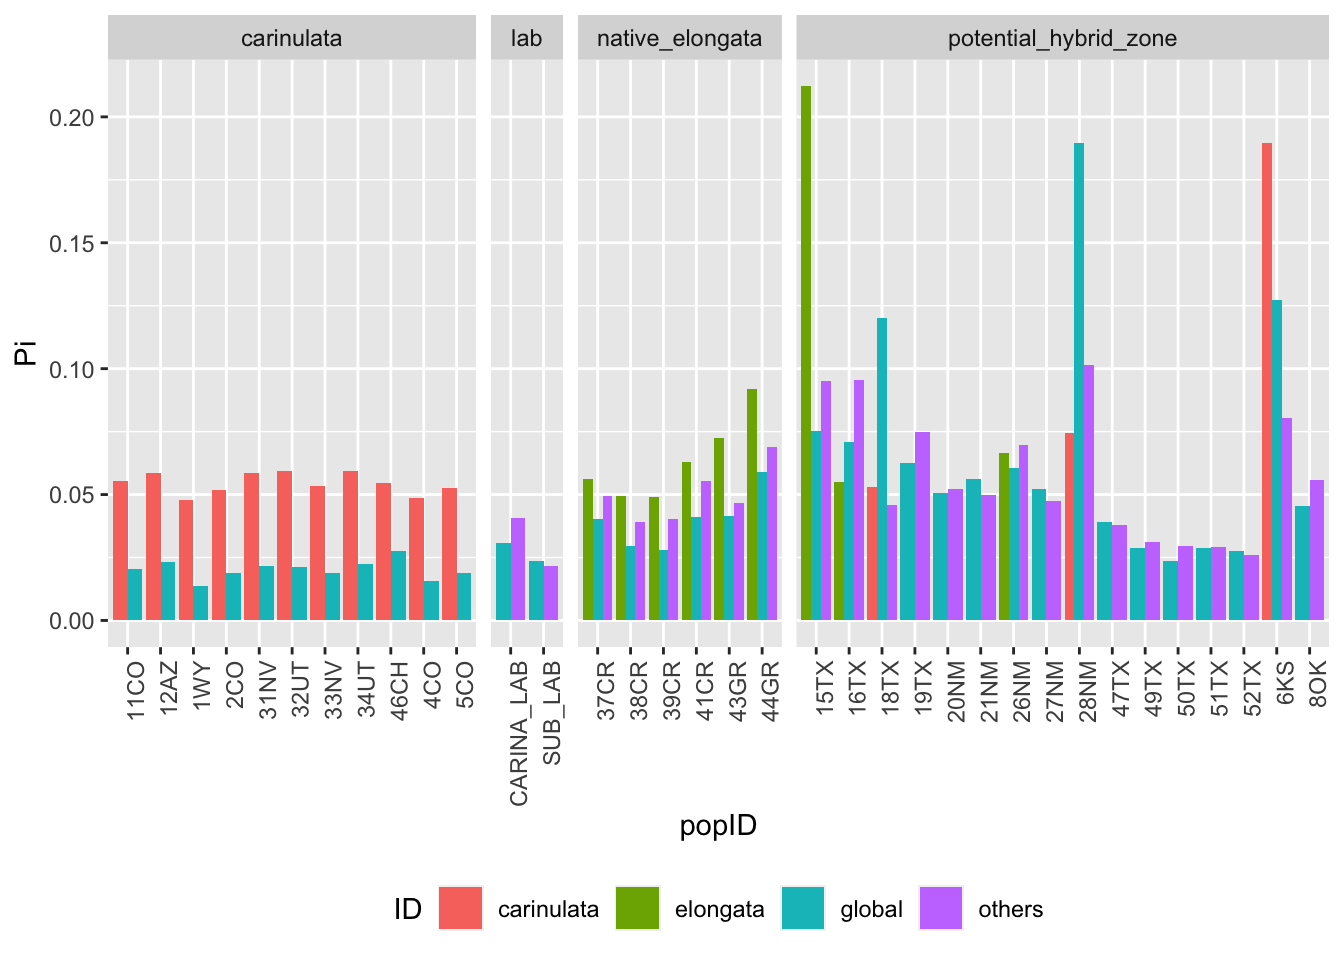 carinulata
lab
native_elongata
potential_hybrid_zone
0.20
0.15
0.10
0.05
0.00
Pi
11CO
12AZ
1WY
2CO
31NV
32UT
33NV
34UT
46CH
4CO
5CO
CARINA_LAB
SUB_LAB
37CR
38CR
39CR
41CR
43GR
44GR
15TX
16TX
18TX
19TX
20NM
21NM
26NM
27NM
28NM
47TX
49TX
50TX
51TX
52TX
6KS
8OK
popID
ID carinulata elongata global others